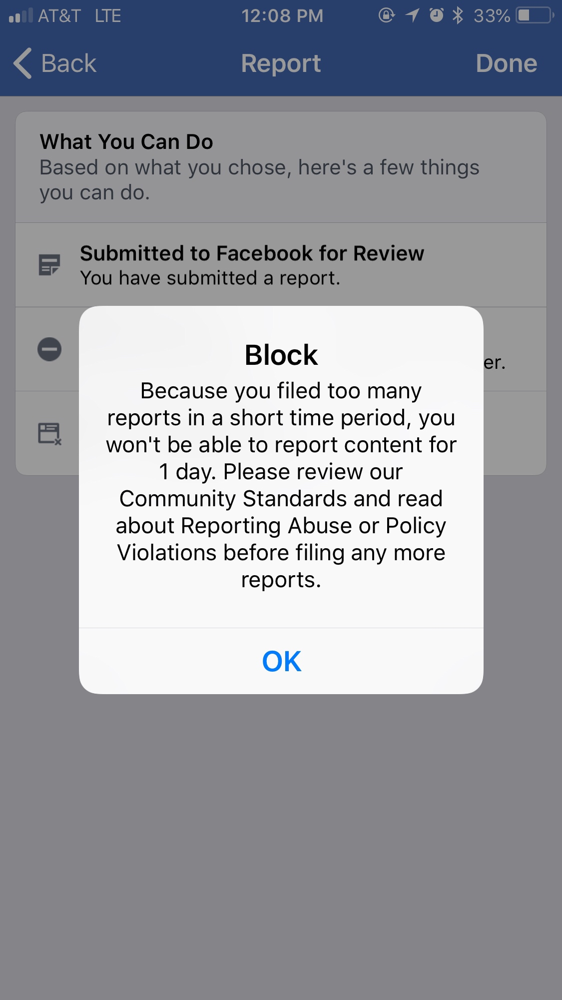 AT&T LTE 12:08 PM 33%
Back Report Done
What You Can Do
Based on what you chose, here's a few things
you can do.
Submitted to Facebook for Review
You have submitted a report.
er.
Block
Because you filed too many
reports in a short time period, you
won't be able to report content for
1 day. Please review our
Community Standards and read
about Reporting Abuse or Policy
Violations before filing any more
reports.
OK